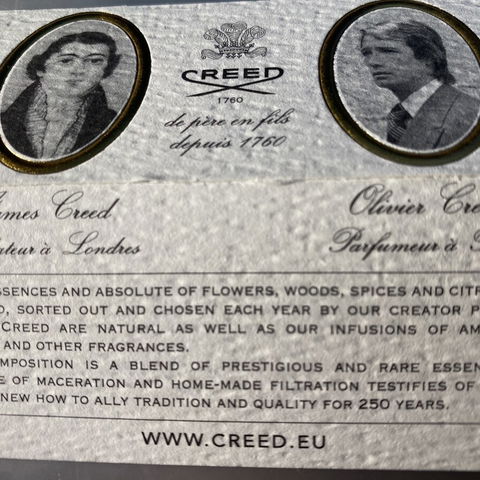 CREED
1760
de père en fils
depuis 1760
ames Creed
ateur à Londres
Olivier Cre
Parfumeur à
SSENCES AND ABSOLUTE OF FLOWERS, WOODS, SPICES AND CITR
D, SORTED OUT AND CHOSEN EACH YEAR BY OUR CREATOR P
CREED ARE NATURAL AS WELL AS OUR INFUSIONS OF AM
AND OTHER FRAGRANCES.
MPOSITION IS A BLEND OF PRESTIGIOUS AND RARE ESSEN
E OF MACERATION AND HOME-MADE FILTRATION TESTIFIES OF
NEW HOW TO ALLY TRADITION AND QUALITY FOR 250 YEARS.
WWW.CREED.EU